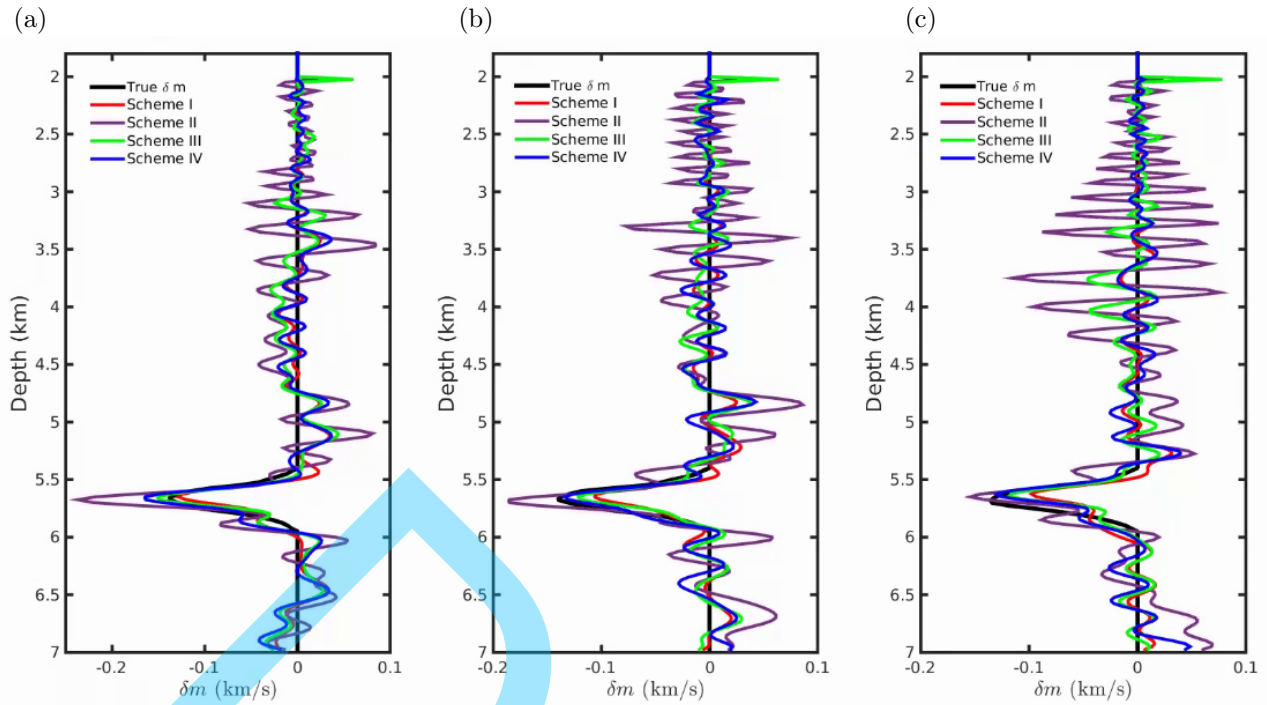 (a) (b) (c)
True δ m
Scheme I
Scheme II
Scheme III
Scheme IV
True δ m
Scheme I
Scheme II
Scheme III
Scheme IV
True δ m
Scheme I
Scheme II
Scheme III
Scheme IV
Depth (km)
2
2.5
3
3.5
4
4.5
5
5.5
6
6.5
7
-0.2 -0.1 0 0.1
δm (km/s)
Depth (km)
2
2.5
3
3.5
4
4.5
5
5.5
6
6.5
7
-0.2 -0.1 0 0.1
δm (km/s)
Depth (km)
2
2.5
3
3.5
4
4.5
5
5.5
6
6.5
7
-0.2 -0.1 0 0.1
δm (km/s)